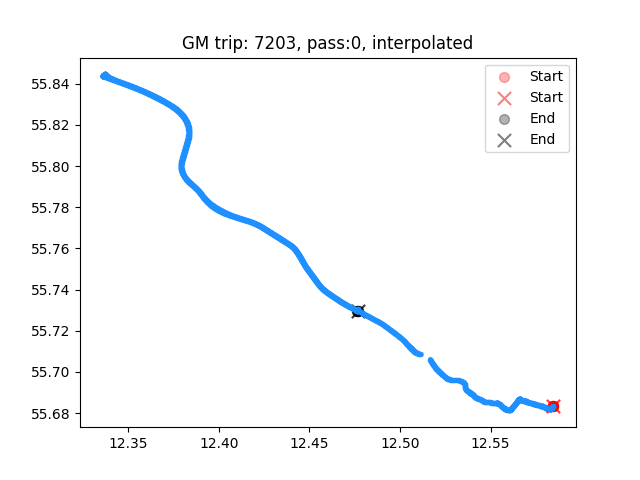 GM trip: 7203, pass:0, interpolated
Start
Start
End
End
55.84
55.82
55.80
55.78
55.76
55.74
55.72
55.70
55.68
12.35 12.40 12.45 12.50 12.55